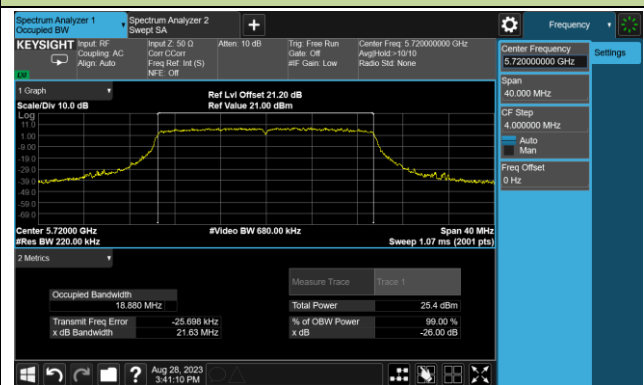 Spectrum Analyzer 1
Occupied BW
Spectrum Analyzer 2
Swept SA
Frequency
KEYSIGHT
Input: RF
Coupling: AC
Align: Auto
Input Z: 50 Ω
Corr CCorr
Freq Ref: Int (S)
NFE: Off
Atten: 10 dB
Trig: Free Run
Gate: Off
#IF Gain: Low
Center Freq: 5.720000000 GHz
Avg|Hold:>10/10
Radio Std: None
LXI
Center Frequency
5.720000000 GHz
Settings
Span
40.000 MHz
CF Step
4.000000 MHz
Auto
Man
Freq Offset
0 Hz
1 Graph
Scale/Div 10.0 dB
Ref Lvl Offset 21.20 dB
Ref Value 21.00 dBm
Log
11.0
1.00
-9.00
-19.0
-29.0
-39.0
-49.0
-59.0
-69.0
Center 5.72000 GHz
#Res BW 220.00 kHz
#Video BW 680.00 kHz
Span 40 MHz
Sweep 1.07 ms (2001 pts)
2 Metrics
Measure Trace
Trace 1
Occupied Bandwidth
18.880 MHz
Total Power
25.4 dBm
Transmit Freq Error
-25.698 kHz
% of OBW Power
99.00 %
x dB Bandwidth
21.63 MHz
x dB
-26.00 dB
?
Aug 28, 2023
3:41:10 PM